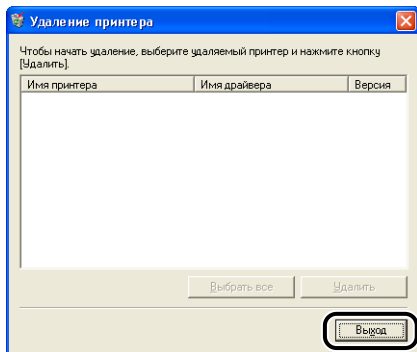 Удаление принтера
Чтобы начать удаление, выберите удаляемый принтер и нажмите кнопку
[Удалить].
Имя принтера Имя драйвера Версия
Выбрать все Удалить
Выход